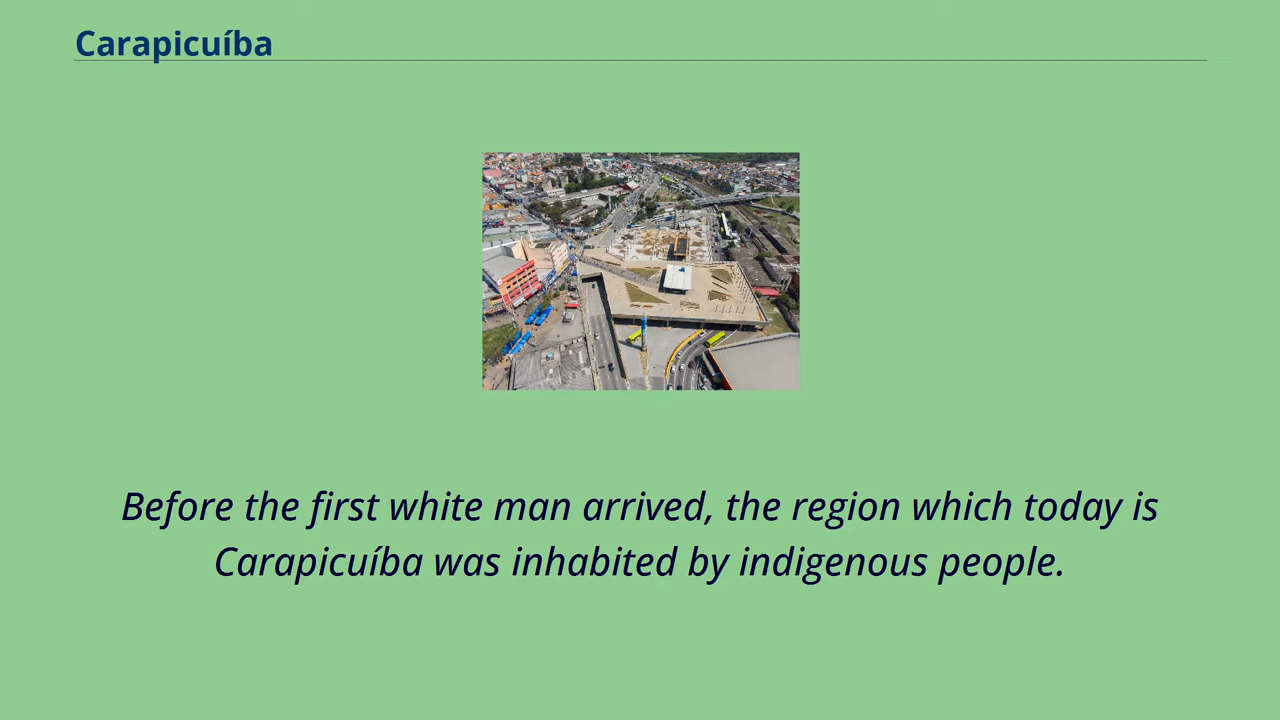 Carapicuíba
Before the first white man arrived, the region which today is
Carapicuíba was inhabited by indigenous people.